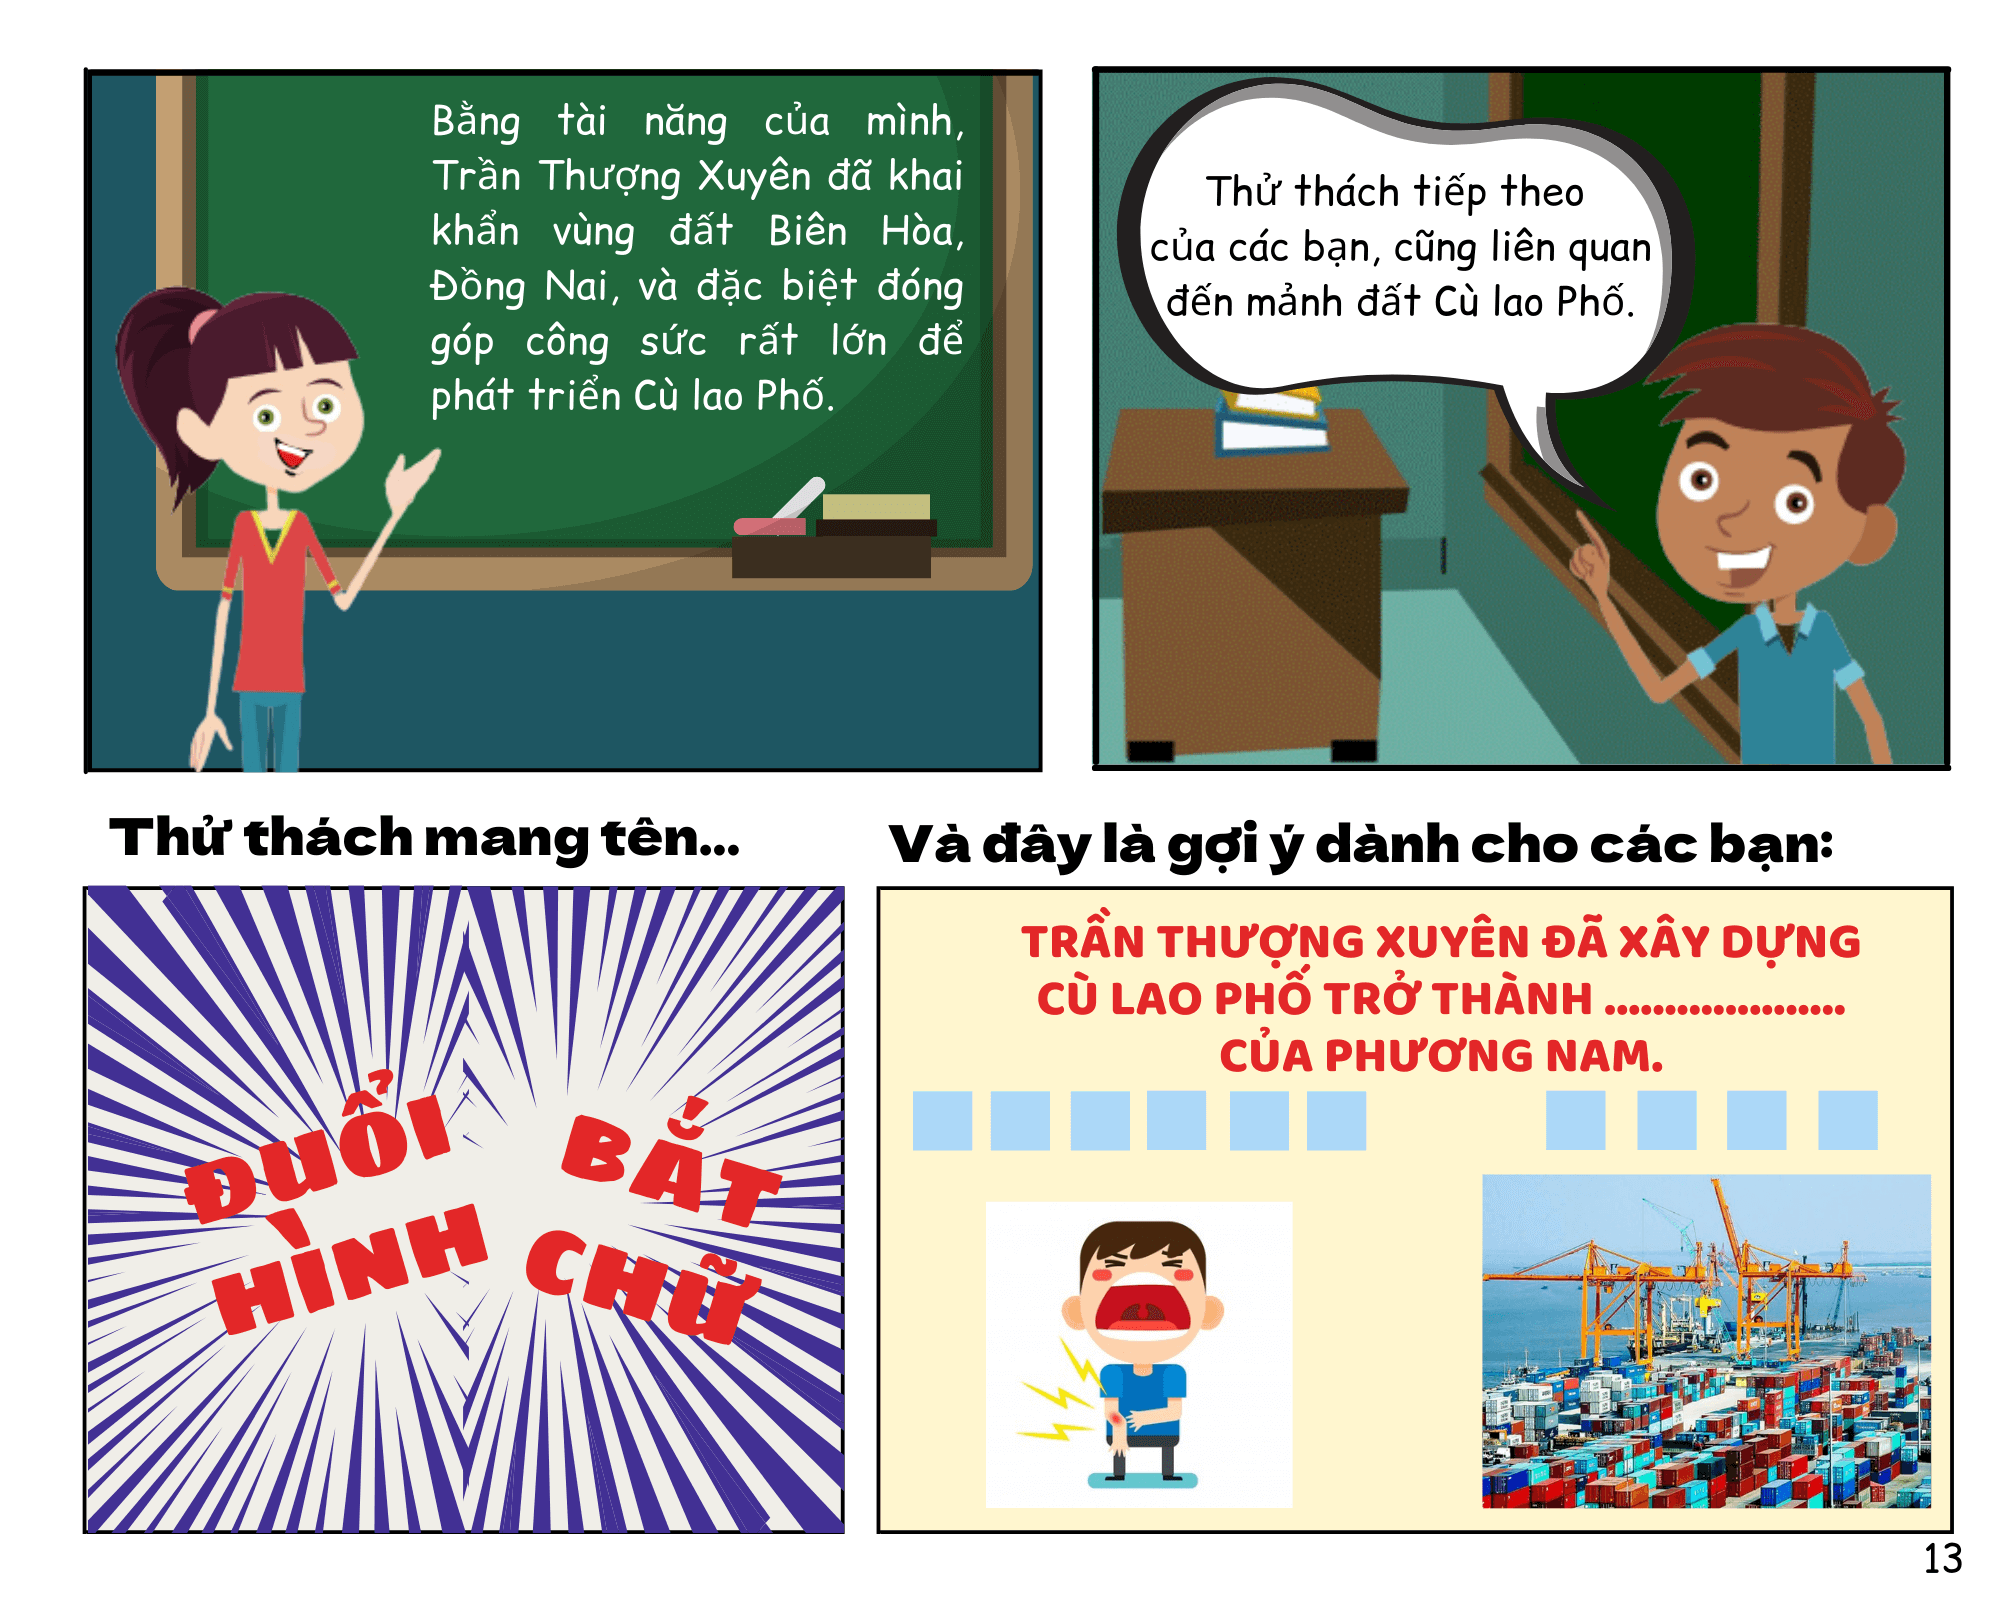 Bằng tài năng của mình,
Trần Thượng Xuyên đã khai
khẩn vùng đất Biên Hòa,
Đồng Nai, và đặc biệt đóng
góp công sức rất lớn để
phát triển Cù lao Phố.
Thử thách tiếp theo
của các bạn, cũng liên quan
đến mảnh đất Cù lao Phố.
Thử thách mang tên...
ĐUỔI
HÌNH
BẮT
CHỮ
Và đây là gợi ý dành cho các bạn:
TRẦN THƯỢNG XUYÊN ĐÃ XÂY DỰNG
CÙ LAO PHỐ TRỞ THÀNH ....................
CỦA PHƯƠNG NAM.
13